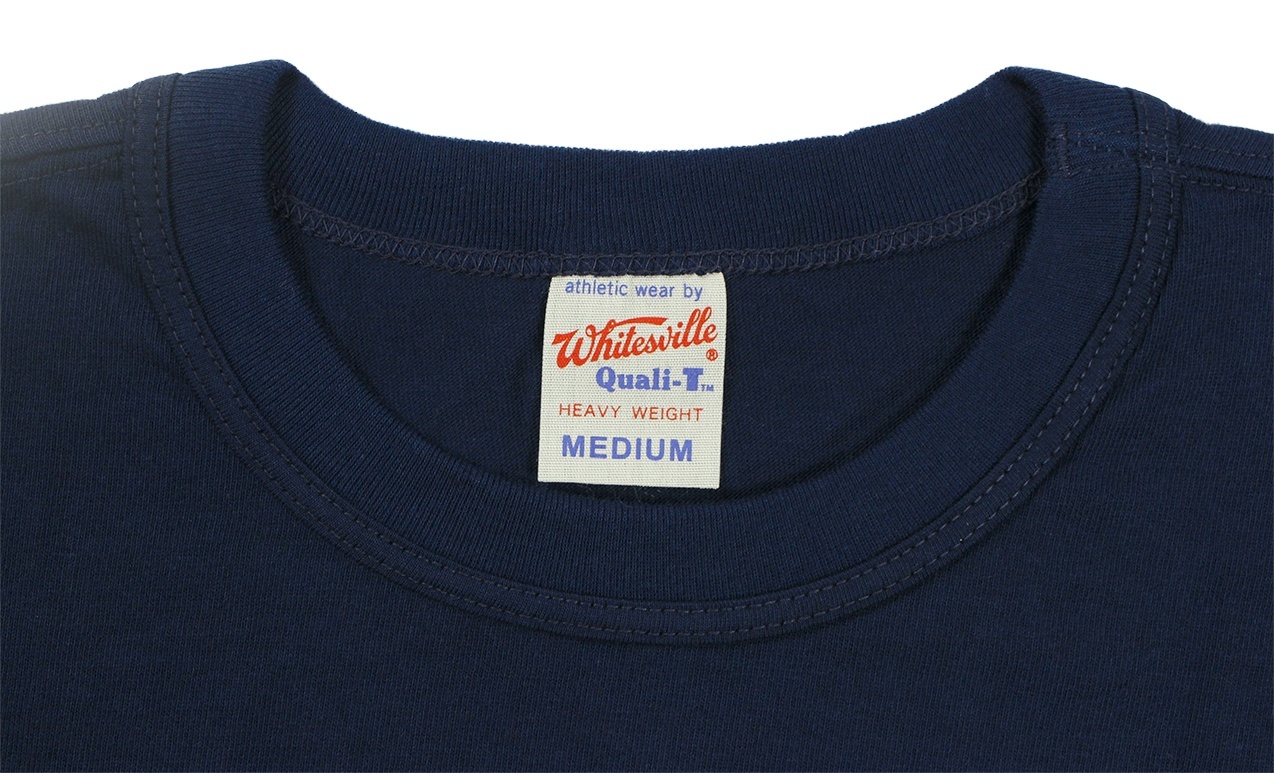 athletic wear by
Whitesville®
Quali-T™
HEAVY WEIGHT
MEDIUM